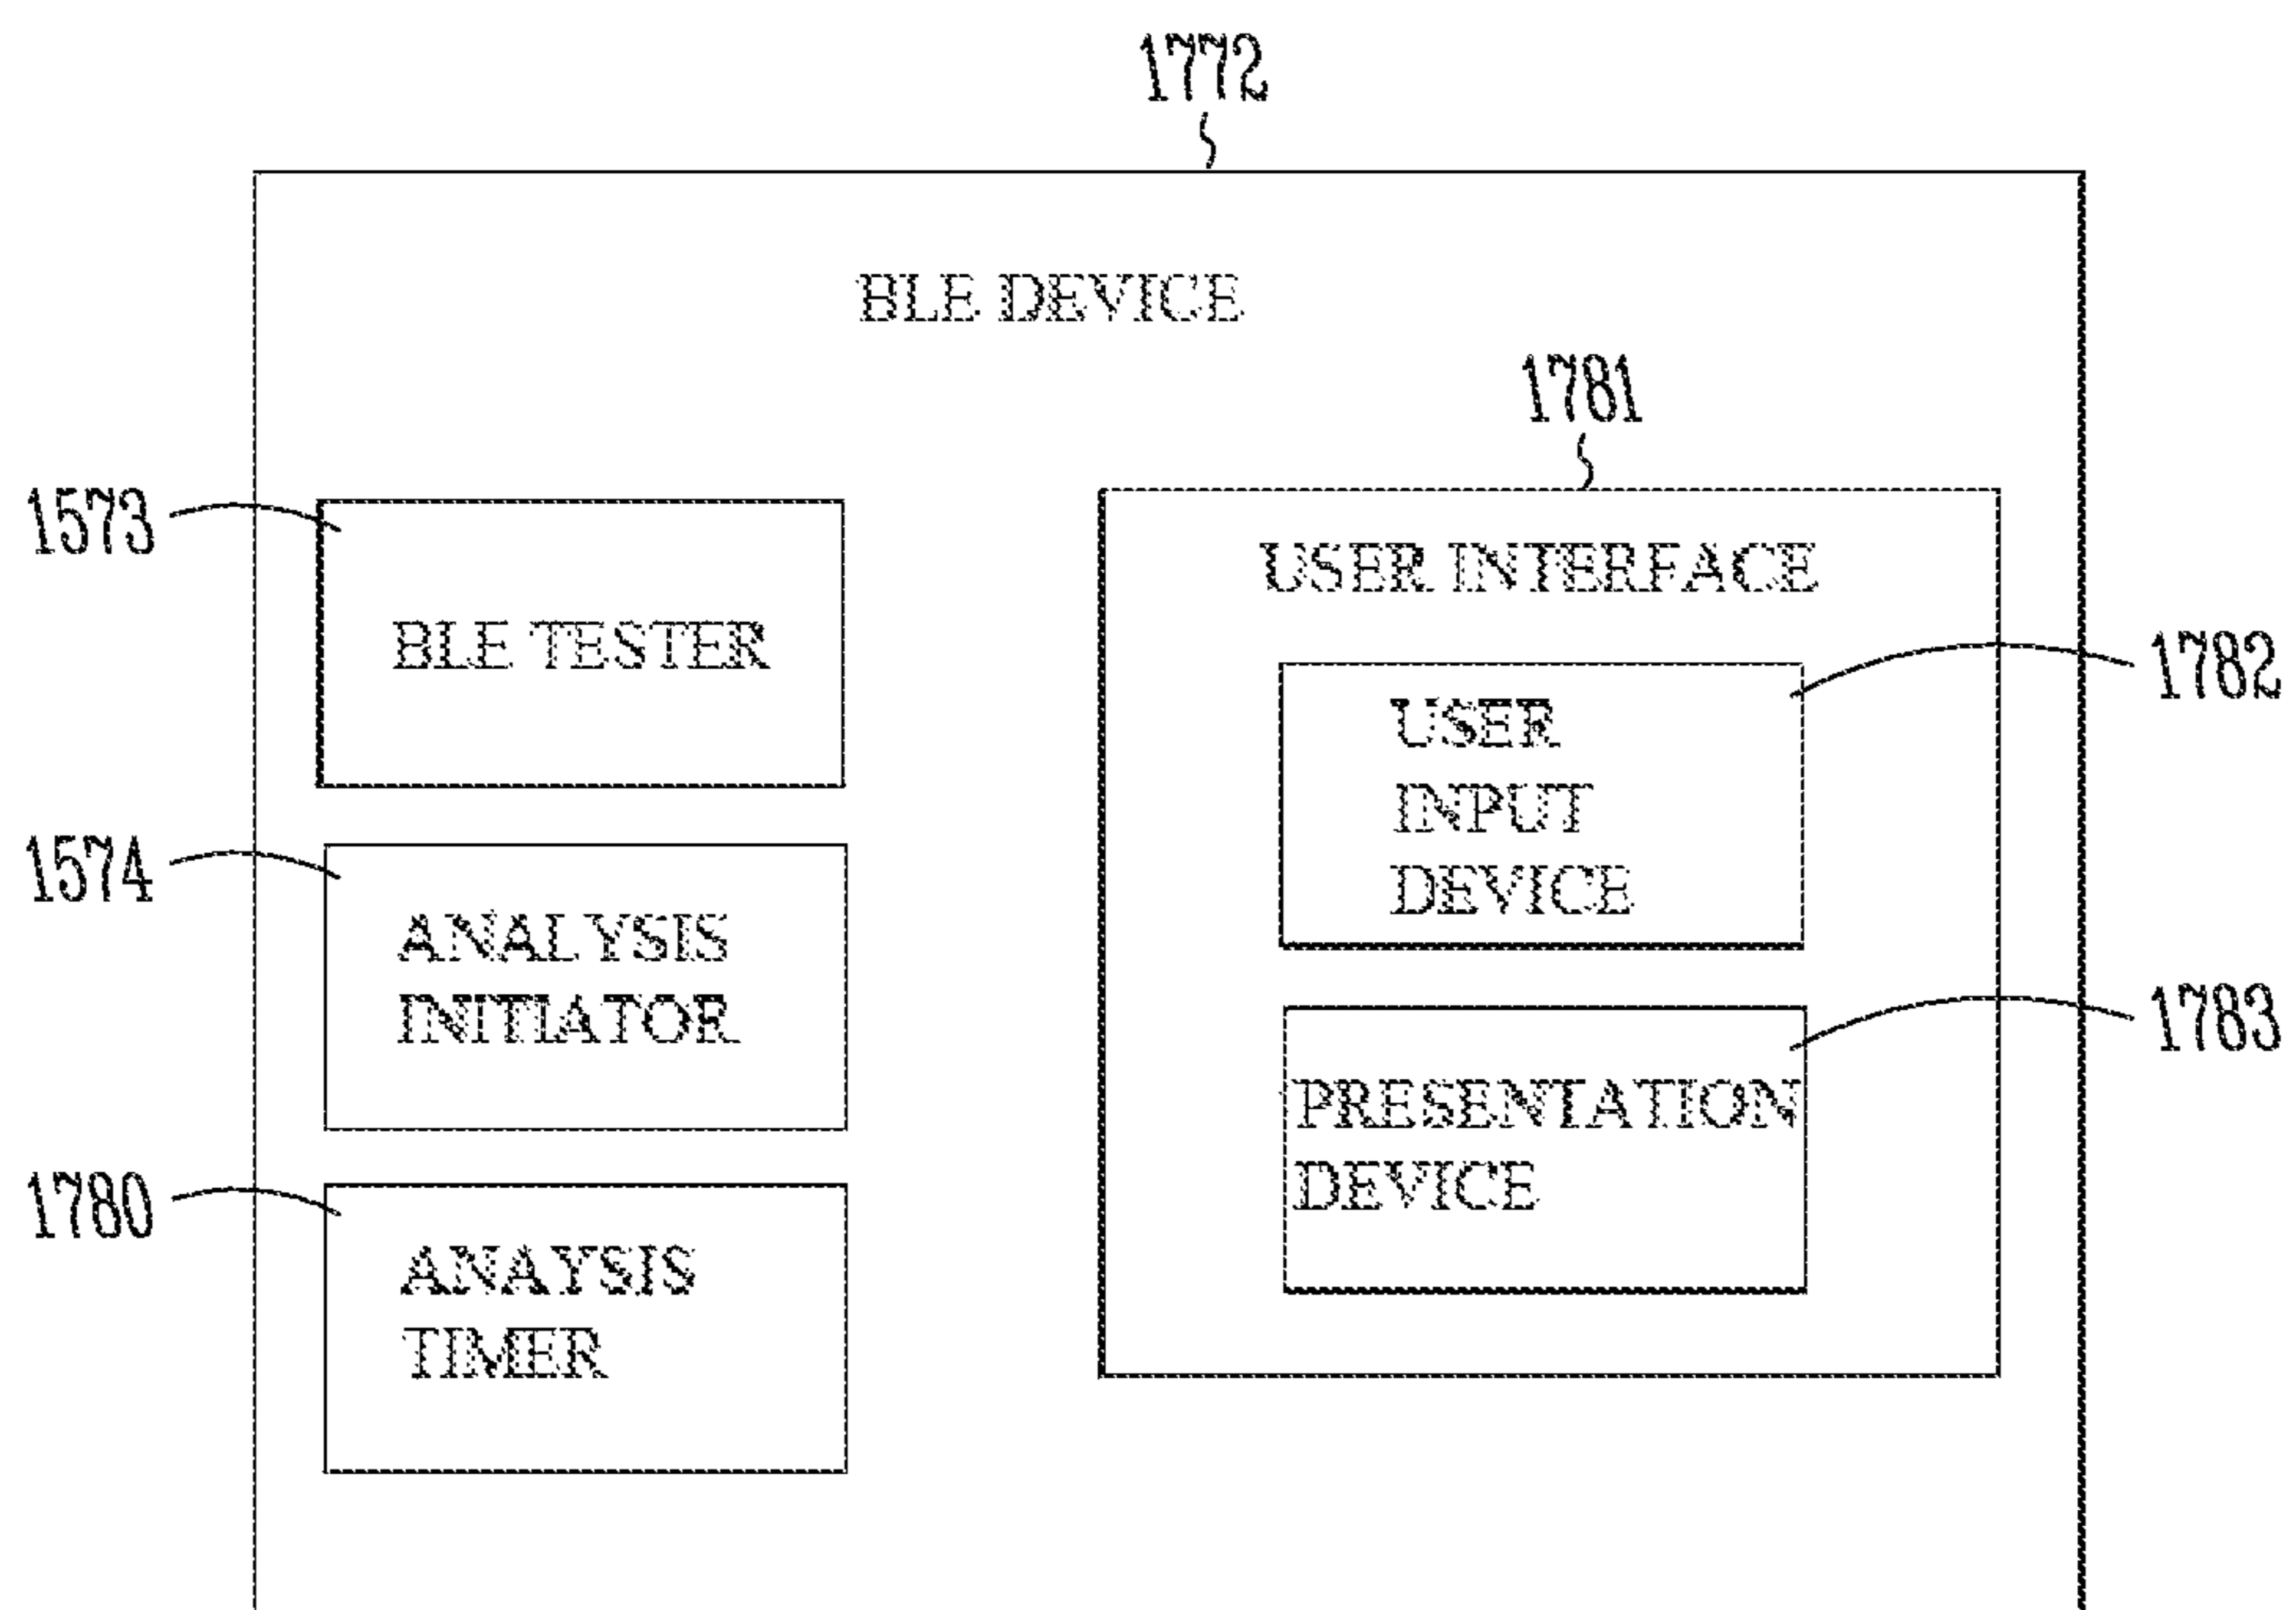 1772
BLE DEVICE
1781
1573
BLE TESTER
USER INTERFACE
1782
USER
INPUT
DEVICE
1574
ANALYSIS
INITIATOR
1783
PRESENTATION
DEVICE
1780
ANAYSIS
TIMER